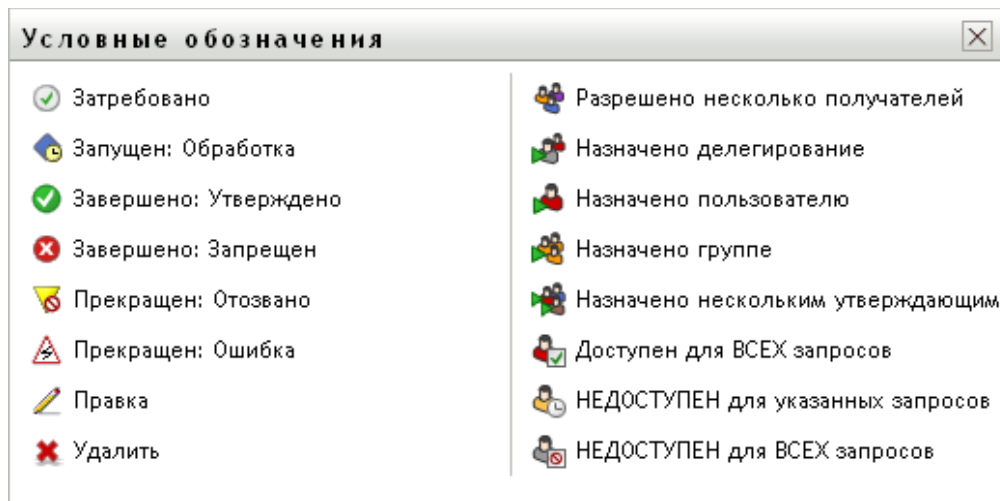 Условные обозначения
Затребовано
Запущен: Обработка
Завершено: Утверждено
Завершено: Запрещен
Прекращен: Отозвано
Прекращен: Ошибка
Правка
Удалить
Разрешено несколько получателей
Назначено делегирование
Назначено пользователю
Назначено группе
Назначено нескольким утверждающим
Доступен для ВСЕХ запросов
НЕДОСТУПЕН для указанных запросов
НЕДОСТУПЕН для ВСЕХ запросов